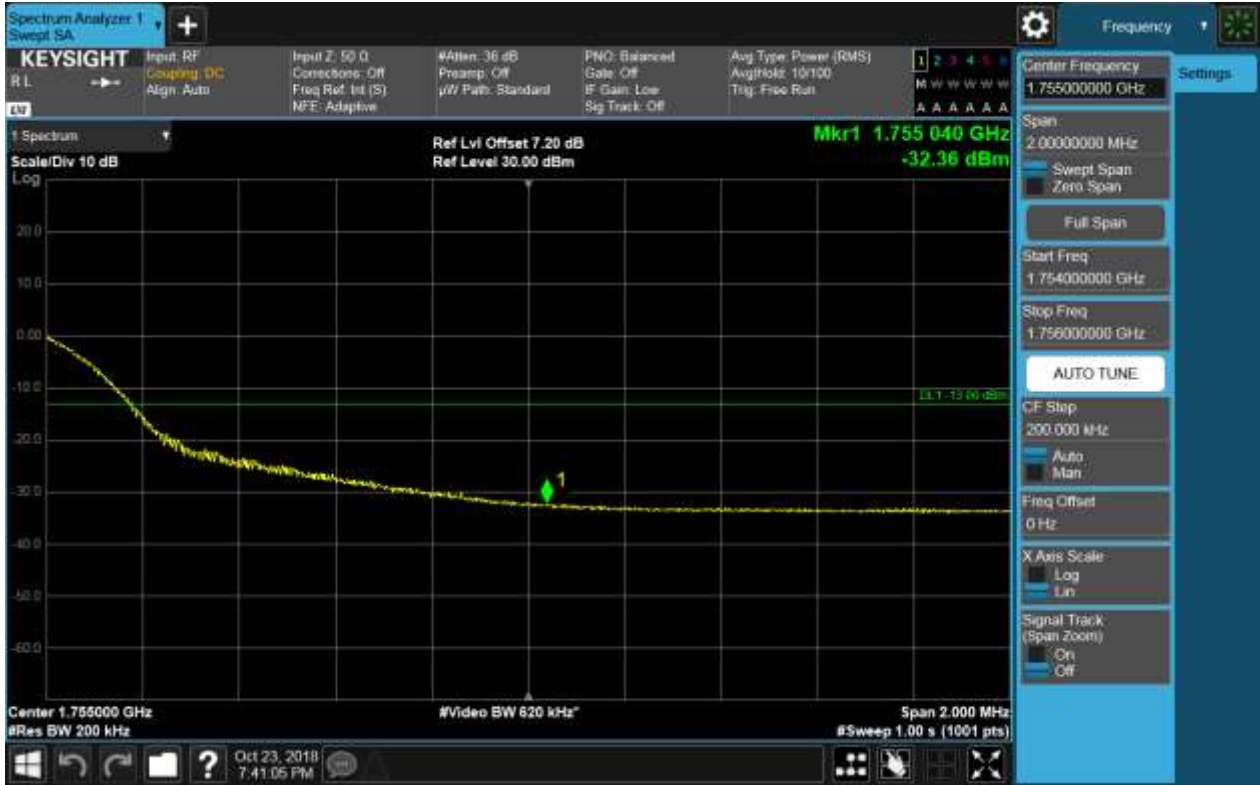 Spectrum Analyzer 1
Swept SA
Frequency
KEYSIGHT
R L
Input: RF
Coupling: DC
Align: Auto
Input Z: 50 Ω
Corrections: Off
Freq Ref: Int (S)
NFE: Adaptive
#Atten: 36 dB
Preamp: Off
µW Path: Standard
PNO: Balanced
Gate: Off
IF Gain: Low
Sig Track: Off
Avg Type: Power (RMS)
Avg|Hold: 10/100
Trig: Free Run
1 2 3 4 5 6
M W W W W W
A A A A A A
1 Spectrum
Scale/Div 10 dB
Log
Ref Lvl Offset 7.20 dB
Ref Level 30.00 dBm
Mkr1 1.755 040 GHz
-32.36 dBm
20.0
10.0
0.00
-10.0
DL1 -13.00 dBm
-20.0
-30.0
1
-40.0
-50.0
-60.0
Center 1.755000 GHz
#Res BW 200 kHz
#Video BW 620 kHz*
Span 2.000 MHz
#Sweep 1.00 s (1001 pts)
?
Oct 23, 2018
7:41:05 PM
Center Frequency
1.755000000 GHz
Settings
Span
2.00000000 MHz
Swept Span
Zero Span
Full Span
Start Freq
1.754000000 GHz
Stop Freq
1.756000000 GHz
AUTO TUNE
CF Step
200.000 kHz
Auto
Man
Freq Offset
0 Hz
X Axis Scale
Log
Lin
Signal Track
(Span Zoom)
On
Off